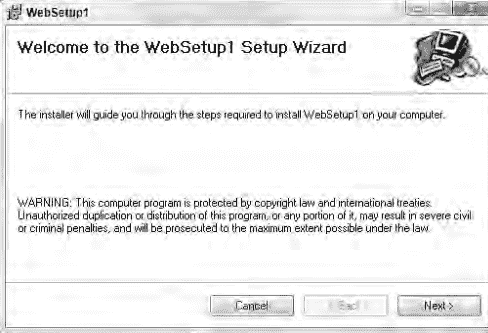 WebSetup1
Welcome to the WebSetup1 Setup Wizard
The installer will guide you through the steps required to install WebSetup1 on your computer.
WARNING: This computer program is protected by copyright law and international treaties.
Unauthorized duplication or distribution of this program, or any portion of it, may result in severe civil
or criminal penalties, and will be prosecuted to the maximum extent possible under the law.
Cancel
< Back
Next >